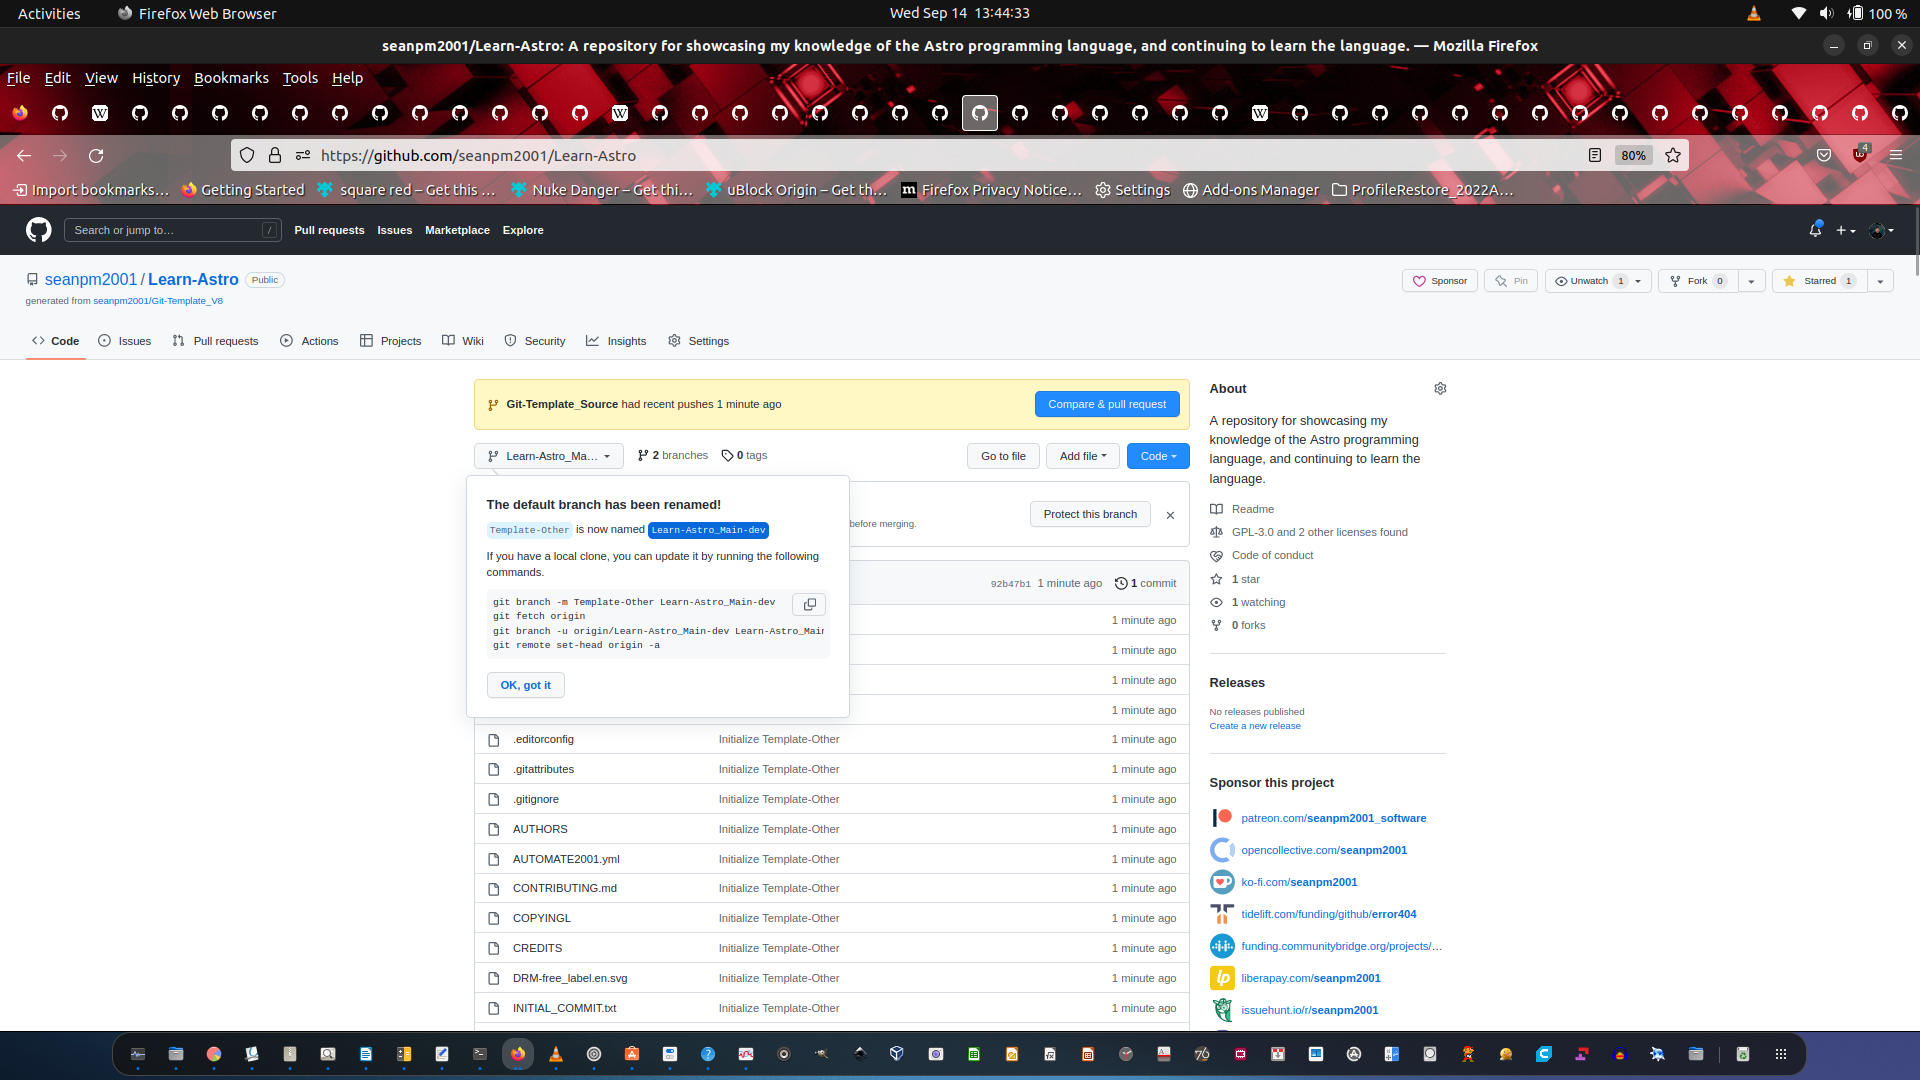 Activities
Firefox Web Browser
Wed Sep 14 13:44:33
100 %
seanpm2001/Learn-Astro: A repository for showcasing my knowledge of the Astro programming language, and continuing to learn the language. — Mozilla Firefox
File Edit View History Bookmarks Tools Help
https://github.com/seanpm2001/Learn-Astro
80%
4
Import bookmarks…
Getting Started
square red – Get this …
Nuke Danger – Get thi…
uBlock Origin – Get th…
Firefox Privacy Notice…
Settings
Add-ons Manager
ProfileRestore_2022A…
Search or jump to…
/
Pull requests Issues Marketplace Explore
seanpm2001 / Learn-Astro
Public
generated from seanpm2001/Git-Template_V8
Sponsor
Pin
Unwatch 1
Fork 0
Starred 1
Code
Issues
Pull requests
Actions
Projects
Wiki
Security
Insights
Settings
Git-Template_Source had recent pushes 1 minute ago
Compare & pull request
Learn-Astro_Ma…
2 branches
0 tags
Go to file
Add file
Code
The default branch has been renamed!
Template-Other is now named Learn-Astro_Main-dev
If you have a local clone, you can update it by running the following
commands.
git branch -m Template-Other Learn-Astro_Main-dev
git fetch origin
git branch -u origin/Learn-Astro_Main-dev Learn-Astro_Main
git remote set-head origin -a
OK, got it
before merging.
Protect this branch
92b47b1 1 minute ago
1 commit
1 minute ago
1 minute ago
1 minute ago
1 minute ago
.editorconfig Initialize Template-Other 1 minute ago
.gitattributes Initialize Template-Other 1 minute ago
.gitignore Initialize Template-Other 1 minute ago
AUTHORS Initialize Template-Other 1 minute ago
AUTOMATE2001.yml Initialize Template-Other 1 minute ago
CONTRIBUTING.md Initialize Template-Other 1 minute ago
COPYINGL Initialize Template-Other 1 minute ago
CREDITS Initialize Template-Other 1 minute ago
DRM-free_label.en.svg Initialize Template-Other 1 minute ago
INITIAL_COMMIT.txt Initialize Template-Other 1 minute ago
About
A repository for showcasing my
knowledge of the Astro programming
language, and continuing to learn the
language.
Readme
GPL-3.0 and 2 other licenses found
Code of conduct
1 star
1 watching
0 forks
Releases
No releases published
Create a new release
Sponsor this project
patreon.com/seanpm2001_software
opencollective.com/seanpm2001
ko-fi.com/seanpm2001
tidelift.com/funding/github/error404
funding.communitybridge.org/projects/…
liberapay.com/seanpm2001
issuehunt.io/r/seanpm2001